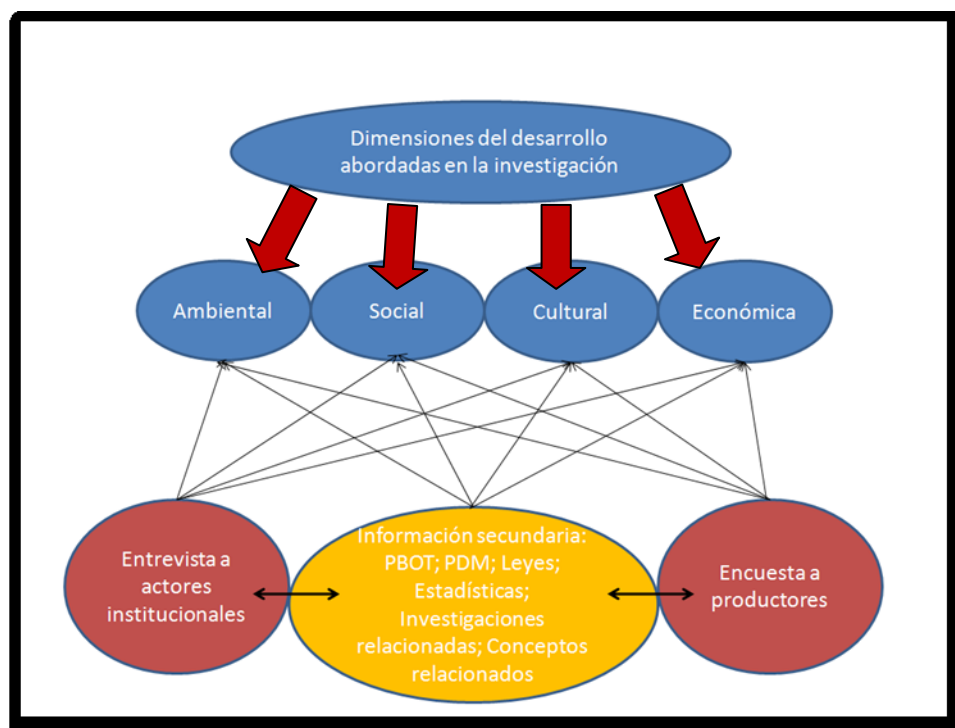 Dimensiones del desarrollo
abordadas en la investigación
Ambiental
Social
Cultural
Económica
Entrevista a
actores
institucionales
Información secundaria:
PBOT; PDM; Leyes;
Estadísticas;
Investigaciones
relacionadas; Conceptos
relacionados
Encuesta a
productores